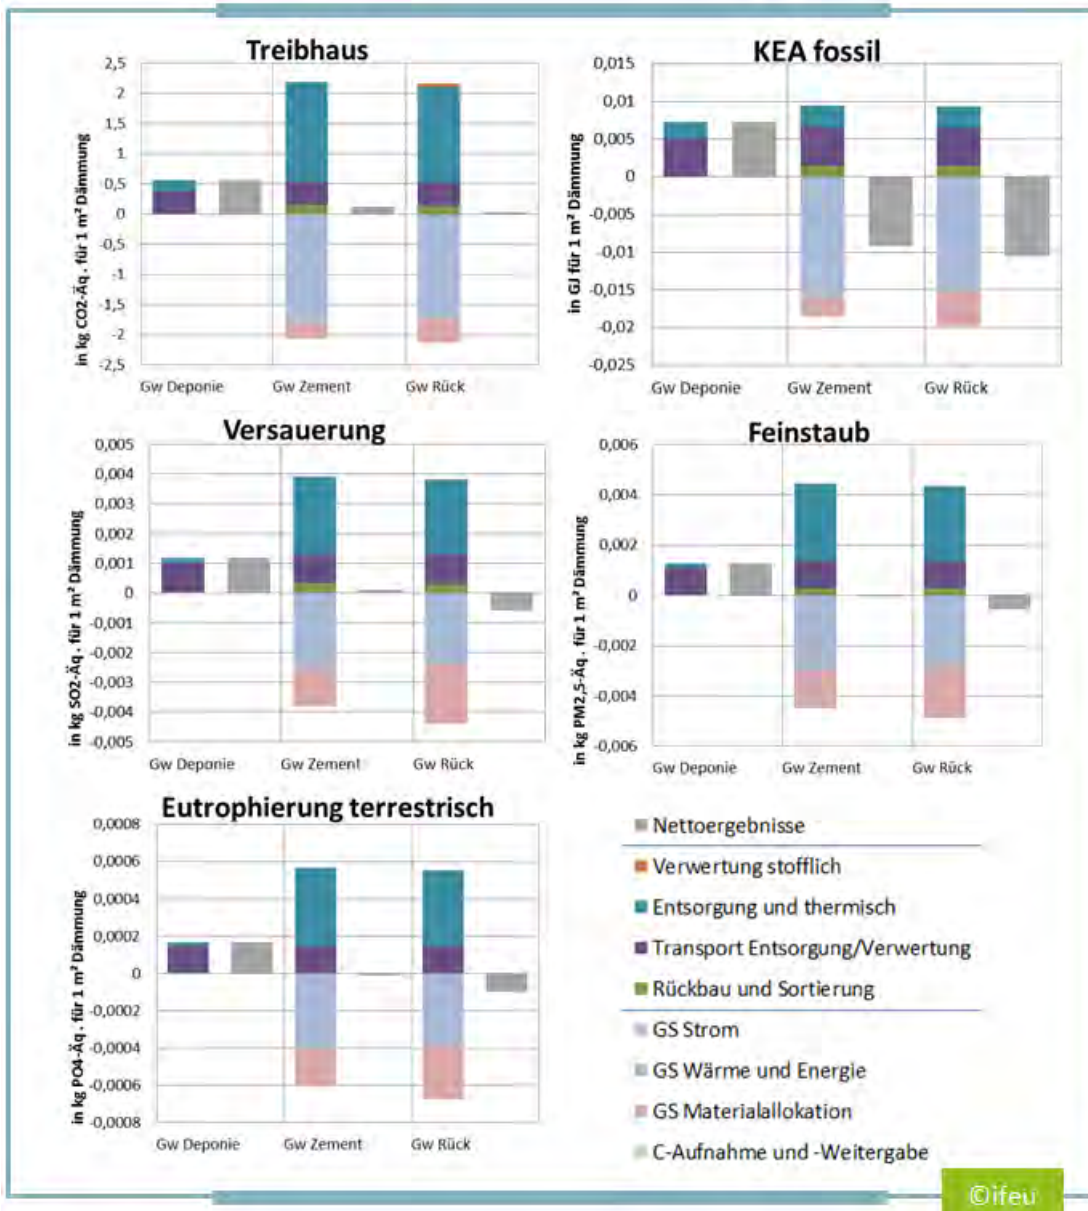 Treibhaus
in kg CO2-Äq . für 1 m² Dämmung
2,5
2
1,5
1
0,5
0
-0,5
-1
-1,5
-2
-2,5
Gw Deponie Gw Zement Gw Rück
KEA fossil
in GJ für 1 m² Dämmung
0,015
0,01
0,005
0
-0,005
-0,01
-0,015
-0,02
-0,025
Gw Deponie Gw Zement Gw Rück
Versauerung
in kg SO2-Äq . für 1 m² Dämmung
0,005
0,004
0,003
0,002
0,001
0
-0,001
-0,002
-0,003
-0,004
-0,005
Gw Deponie Gw Zement Gw Rück
Feinstaub
in kg PM2,5-Äq . für 1 m² Dämmung
0,006
0,004
0,002
0
-0,002
-0,004
-0,006
Gw Deponie Gw Zement Gw Rück
Eutrophierung terrestrisch
in kg PO4-Äq . für 1 m² Dämmung
0,0008
0,0006
0,0004
0,0002
0
-0,0002
-0,0004
-0,0006
-0,0008
Gw Deponie Gw Zement Gw Rück
Nettoergebnisse
Verwertung stofflich
Entsorgung und thermisch
Transport Entsorgung/Verwertung
Rückbau und Sortierung
GS Strom
GS Wärme und Energie
GS Materialallokation
C-Aufnahme und -Weitergabe
©ifeu